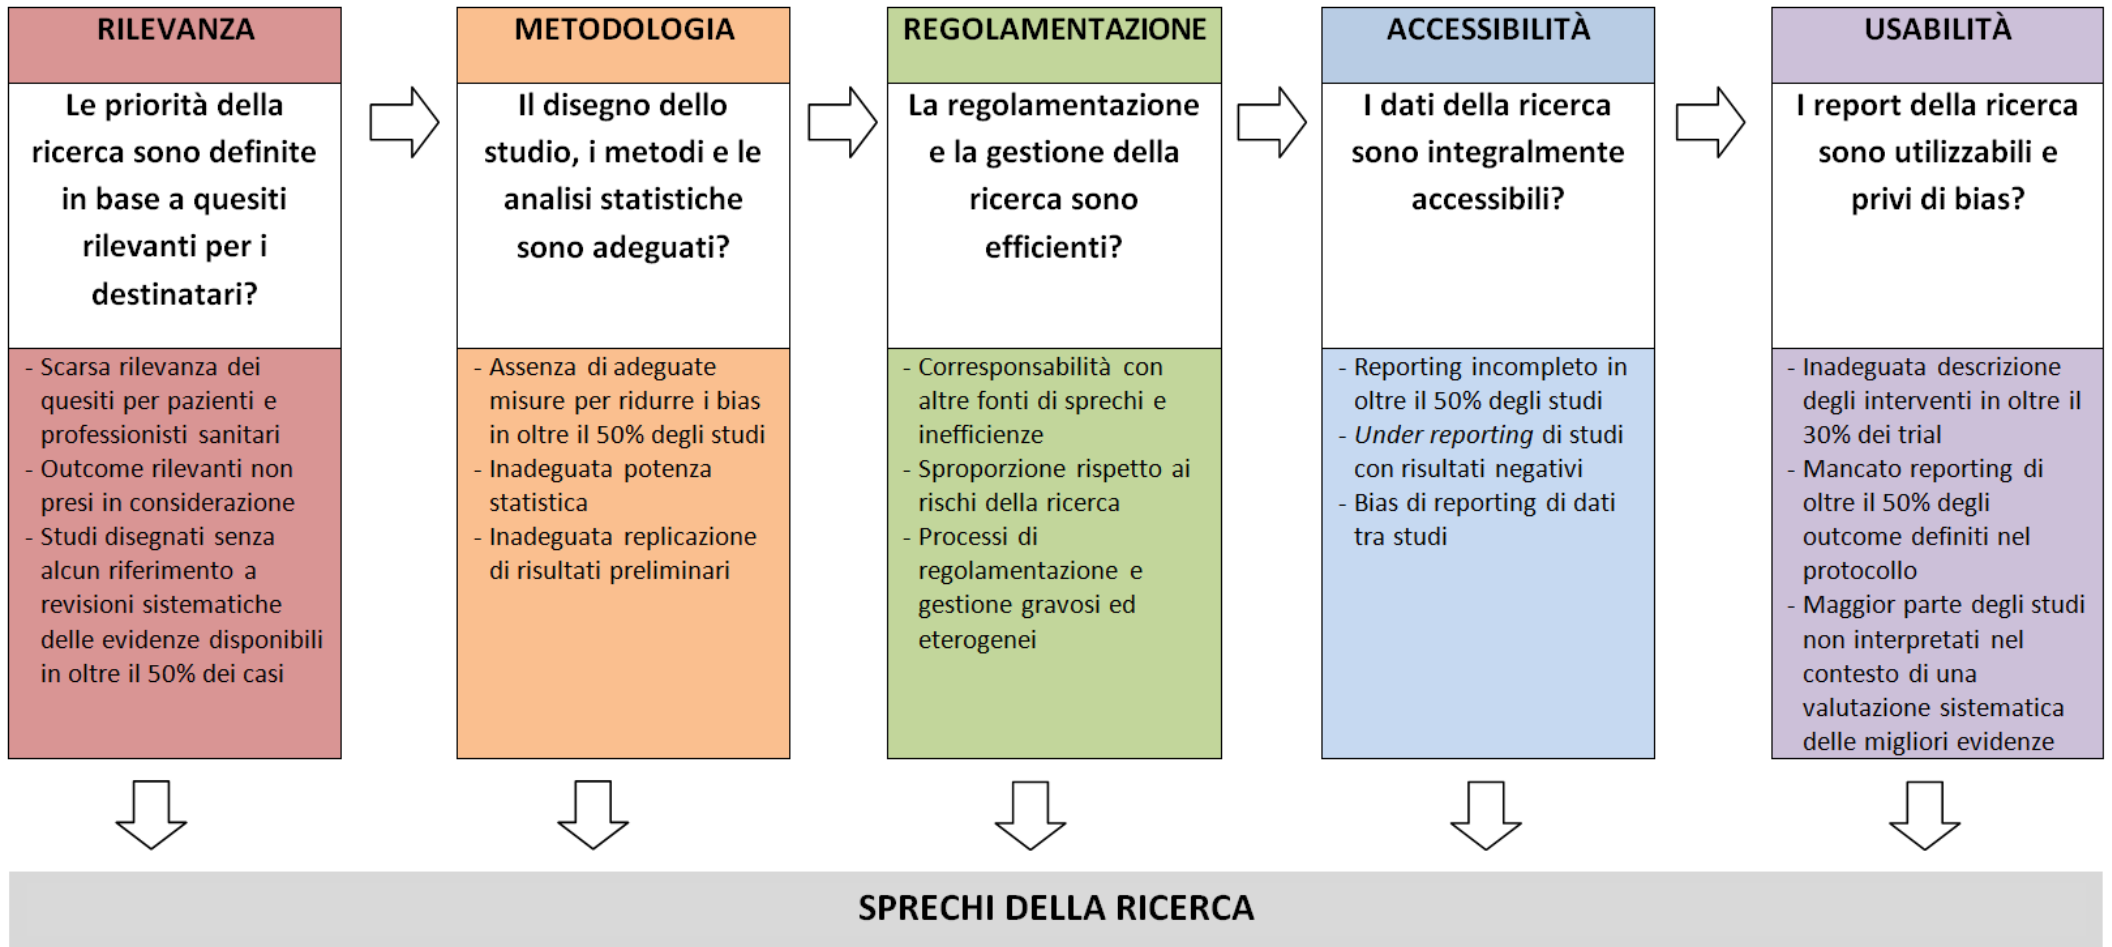 RILEVANZA
Le priorità della
ricerca sono definite
in base a quesiti
rilevanti per i
destinatari?
- Scarsa rilevanza dei
quesiti per pazienti e
professionisti sanitari
- Outcome rilevanti non
presi in considerazione
- Studi disegnati senza
alcun riferimento a
revisioni sistematiche
delle evidenze disponibili
in oltre il 50% dei casi
METODOLOGIA
Il disegno dello
studio, i metodi e le
analisi statistiche
sono adeguati?
- Assenza di adeguate
misure per ridurre i bias
in oltre il 50% degli studi
- Inadeguata potenza
statistica
- Inadeguata replicazione
di risultati preliminari
REGOLAMENTAZIONE
La regolamentazione
e la gestione della
ricerca sono
efficienti?
- Corresponsabilità con
altre fonti di sprechi e
inefficienze
- Sproporzione rispetto ai
rischi della ricerca
- Processi di
regolamentazione e
gestione gravosi ed
eterogenei
ACCESSIBILITÀ
I dati della ricerca
sono integralmente
accessibili?
- Reporting incompleto in
oltre il 50% degli studi
- Under reporting di studi
con risultati negativi
- Bias di reporting di dati
tra studi
USABILITÀ
I report della ricerca
sono utilizzabili e
privi di bias?
- Inadeguata descrizione
degli interventi in oltre il
30% dei trial
- Mancato reporting di
oltre il 50% degli
outcome definiti nel
protocollo
- Maggior parte degli studi
non interpretati nel
contesto di una
valutazione sistematica
delle migliori evidenze
SPRECHI DELLA RICERCA